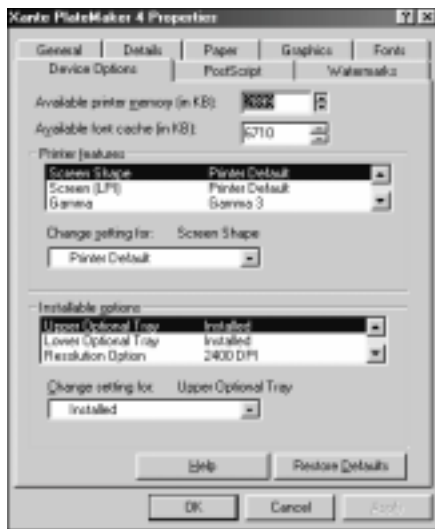 Xante PlateMaker 4 Properties
General Details Paper Graphics Fonts
Device Options PostScript Watermarks
Available printer memory (in KB):
Available font cache (in KB): 6710
Printer features
Screen Shape Printer Default
Screen (LPI) Printer Default
Gamma Gamma 3
Change setting for: Screen Shape
Printer Default
Installable options
Upper Optional Tray Installed
Lower Optional Tray Installed
Resolution Option 2400 DPI
Change setting for: Upper Optional Tray
Installed
Help Restore Defaults
OK Cancel Apply